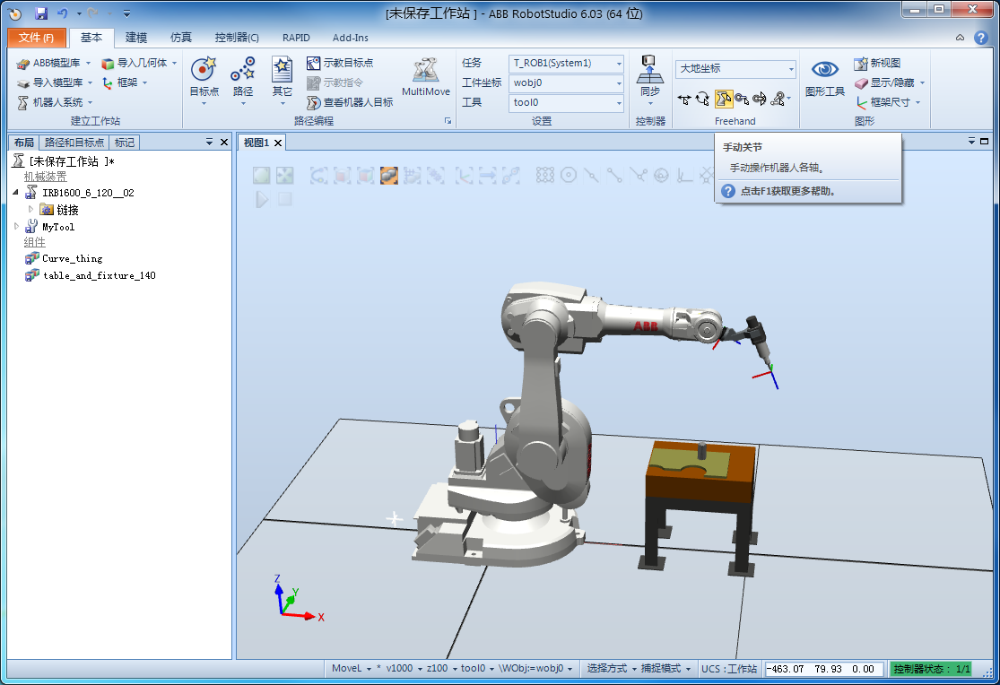 [未保存工作站 ] - ABB RobotStudio 6.03 (64 位)
文件(F) 基本 建模 仿真 控制器(C) RAPID Add-Ins
ABB模型库 导入几何体
导入模型库 框架
机器人系统
建立工作站
目标点 路径 其它
示教目标点
示教指令
查看机器人目标
MultiMove
路径编程
任务 T_ROB1(System1)
工件坐标 wobj0
工具 tool0
设置
同步
控制器
大地坐标
Freehand
图形工具
新视图
显示/隐藏
框架尺寸
图形
布局 路径和目标点 标记
视图1
手动关节
手动操作机器人各轴。
点击F1获取更多帮助。
[未保存工作站 ]*
机械装置
IRB1600_6_120__02
链接
MyTool
组件
Curve_thing
table_and_fixture_140
ABB
Z
Y
X
MoveL * v1000 z100 tool0 \WObj:=wobj0 选择方式 捕捉模式 UCS : 工作站 -463.07 79.93 0.00 控制器状态： 1/1